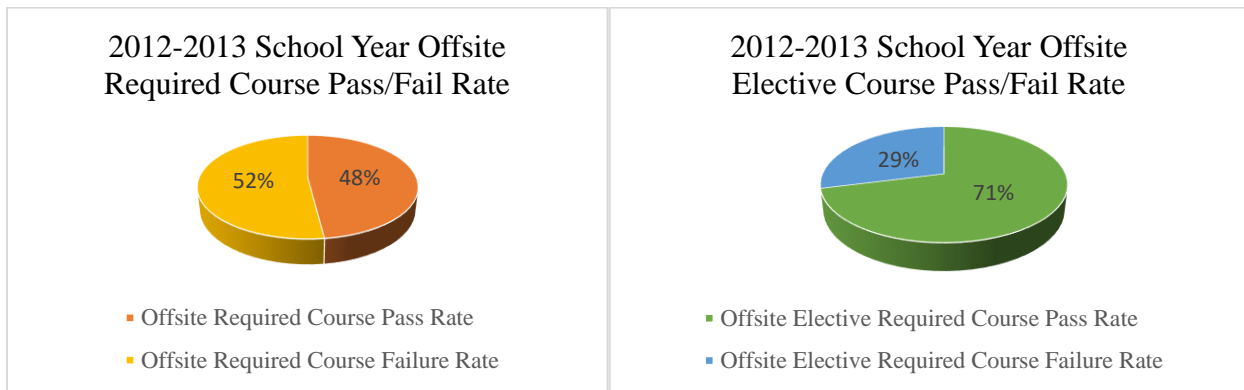 2012-2013 School Year Offsite
Required Course Pass/Fail Rate
52%
48%
Offsite Required Course Pass Rate
Offsite Required Course Failure Rate
2012-2013 School Year Offsite
Elective Course Pass/Fail Rate
29%
71%
Offsite Elective Required Course Pass Rate
Offsite Elective Required Course Failure Rate